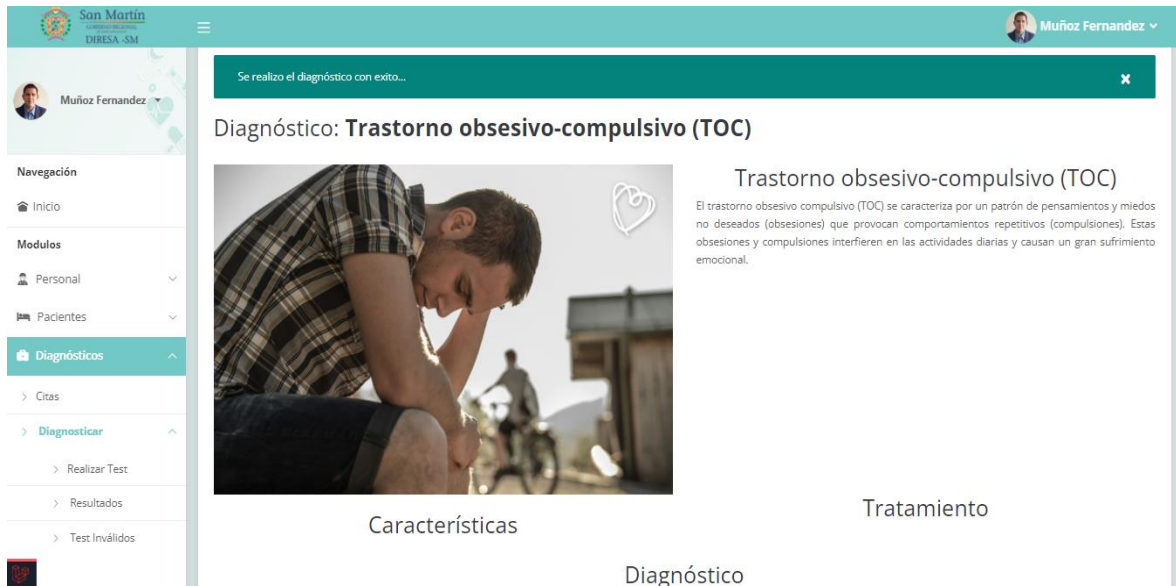 San Martín
GOBIERNO REGIONAL
DIRESA -SM
Muñoz Fernandez
Muñoz Fernandez
Navegación
Inicio
Modulos
Personal
Pacientes
Diagnósticos
Citas
Diagnosticar
Realizar Test
Resultados
Test Inválidos
Se realizo el diagnóstico con exito...
Diagnóstico: Trastorno obsesivo-compulsivo (TOC)
Trastorno obsesivo-compulsivo (TOC)
El trastorno obsesivo compulsivo (TOC) se caracteriza por un patrón de pensamientos y miedos
no deseados (obsesiones) que provocan comportamientos repetitivos (compulsiones). Estas
obsesiones y compulsiones interfieren en las actividades diarias y causan un gran sufrimiento
emocional.
Características
Tratamiento
Diagnóstico